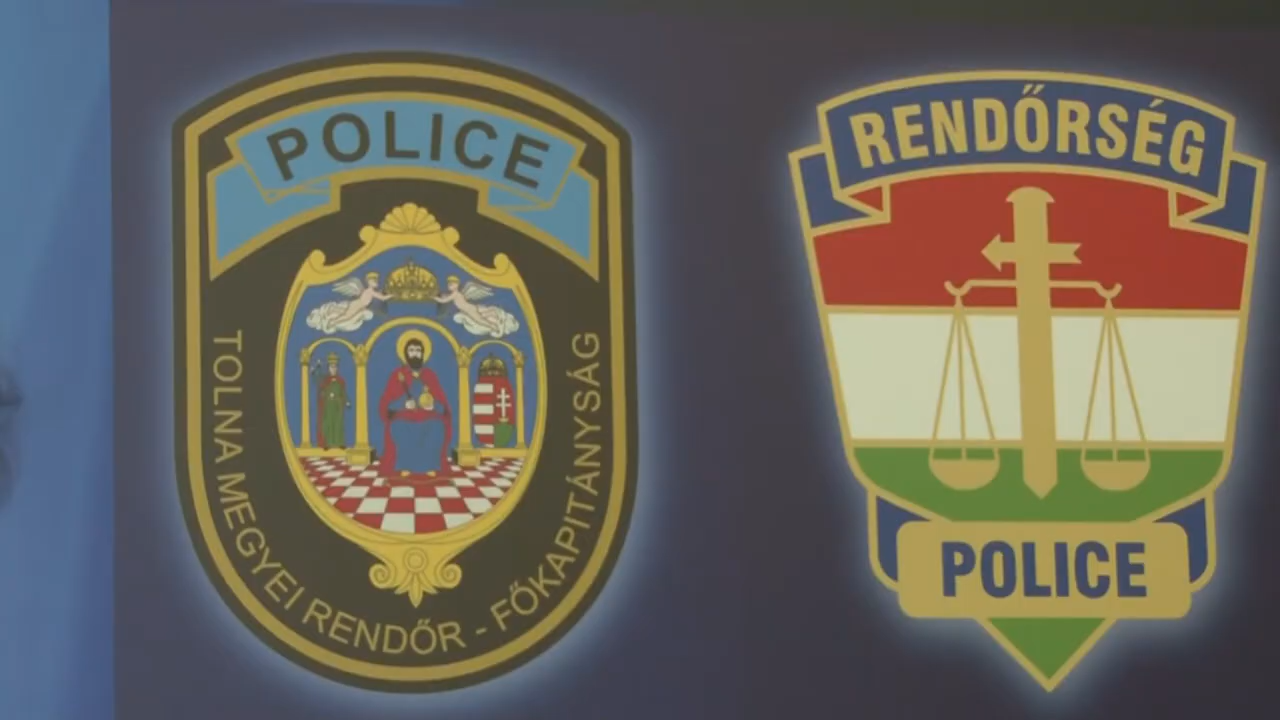 POLICE
TOLNA MEGYEI RENDŐR - FŐKAPITÁNYSÁG
RENDŐRSÉG
POLICE